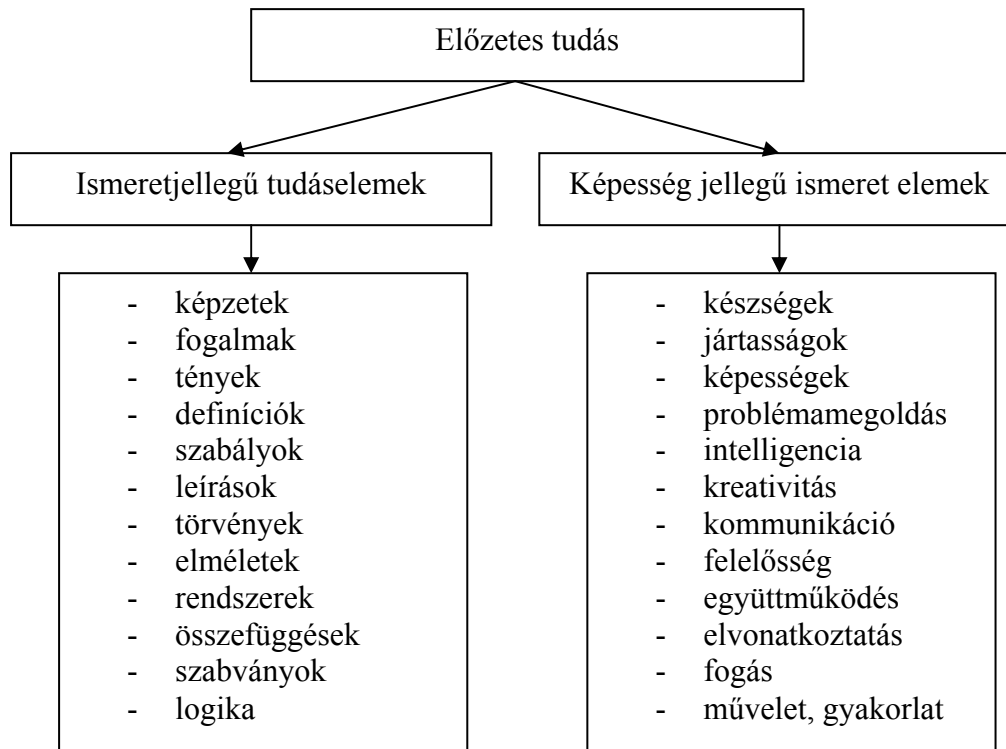 Előzetes tudás
Ismeretjellegű tudáselemek
Képesség jellegű ismeret elemek
- képzetek
- fogalmak
- tények
- definíciók
- szabályok
- leírások
- törvények
- elméletek
- rendszerek
- összefüggések
- szabványok
- logika
- készségek
- jártasságok
- képességek
- problémamegoldás
- intelligencia
- kreativitás
- kommunikáció
- felelősség
- együttműködés
- elvonatkoztatás
- fogás
- művelet, gyakorlat